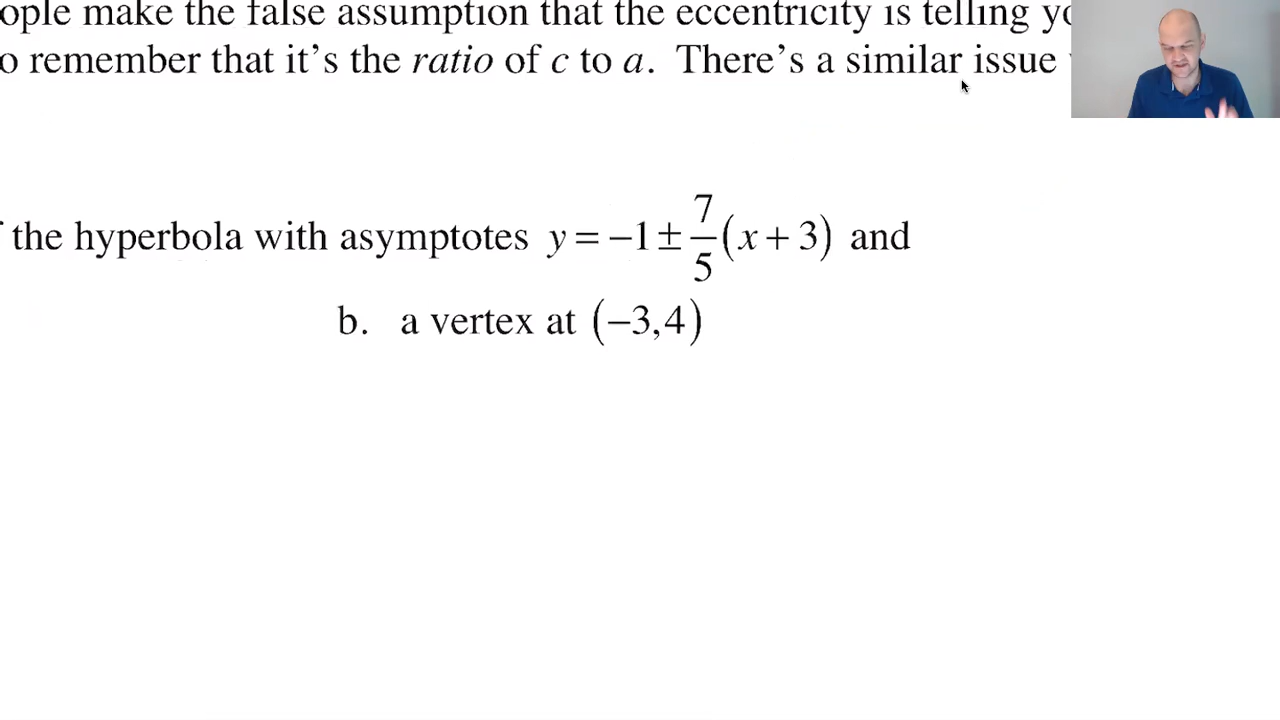 ople make the false assumption that the eccentricity is telling yo
o remember that it's the ratio of c to a. There's a similar issue
the hyperbola with asymptotes y = −1 ± 7/5 (x + 3) and
b. a vertex at (−3,4)